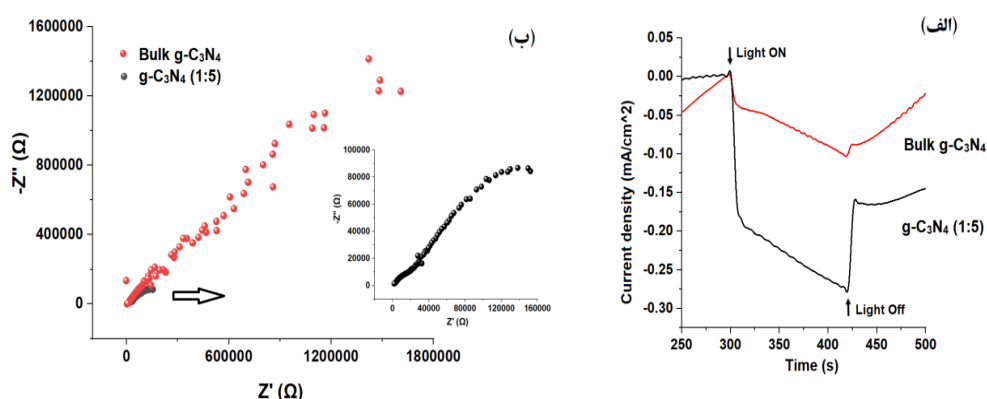 (ب)
1600000
1200000
800000
400000
0
-Z'' (Ω)
Bulk g-C₃N₄
g-C₃N₄ (1:5)
0
600000
1200000
1800000
Z' (Ω)
100000
80000
60000
40000
20000
0
-Z'' (Ω)
0
40000
80000
120000
160000
Z' (Ω)
(الف)
0.05
0.00
-0.05
-0.10
-0.15
-0.20
-0.25
-0.30
Current density (mA/cm^2)
Light ON
Bulk g-C₃N₄
g-C₃N₄ (1:5)
Light Off
250
300
350
400
450
500
Time (s)